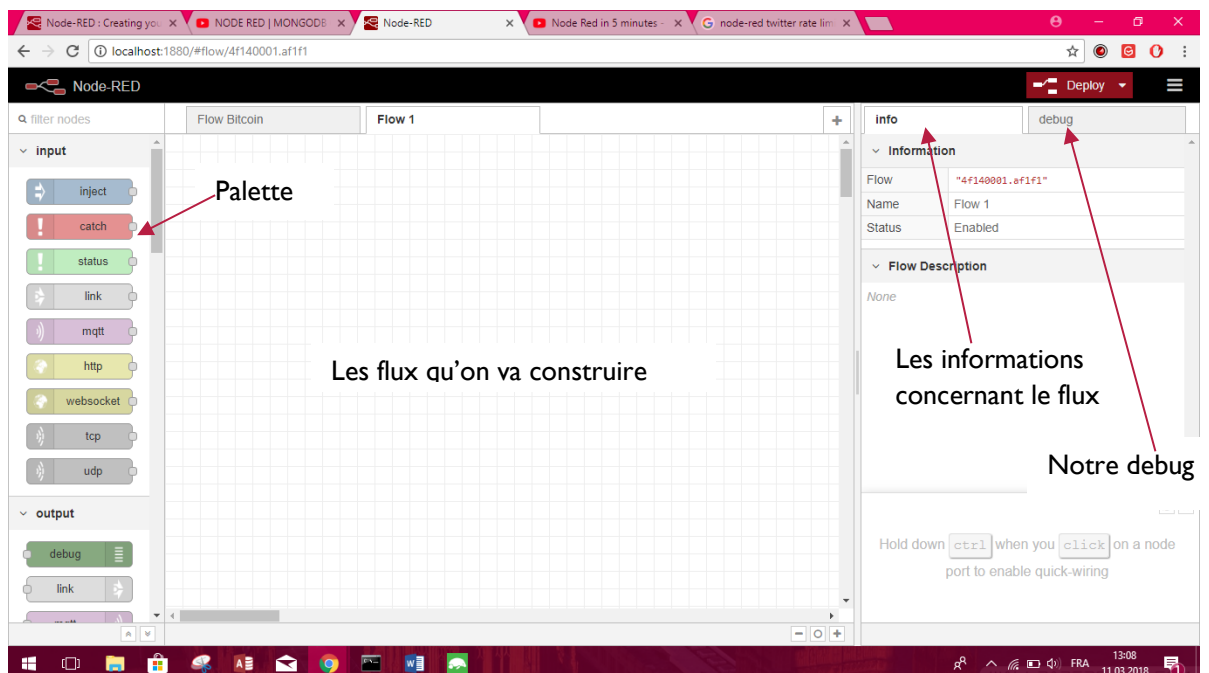 Node-RED : Creating you
NODE RED | MONGODB
Node-RED
Node Red in 5 minutes -
node-red twitter rate lim
localhost:1880/#flow/4f140001.af1f1
Node-RED
Deploy
filter nodes
Flow Bitcoin
Flow 1
info
debug
input
inject
catch
status
link
mqtt
http
websocket
tcp
udp
output
debug
link
Palette
Les flux qu'on va construire
Information
Flow "4f140001.af1f1"
Name Flow 1
Status Enabled
Flow Description
None
Les informations
concernant le flux
Notre debug
Hold down ctrl when you click on a node
port to enable quick-wiring
FRA
13:08
11.03.2018